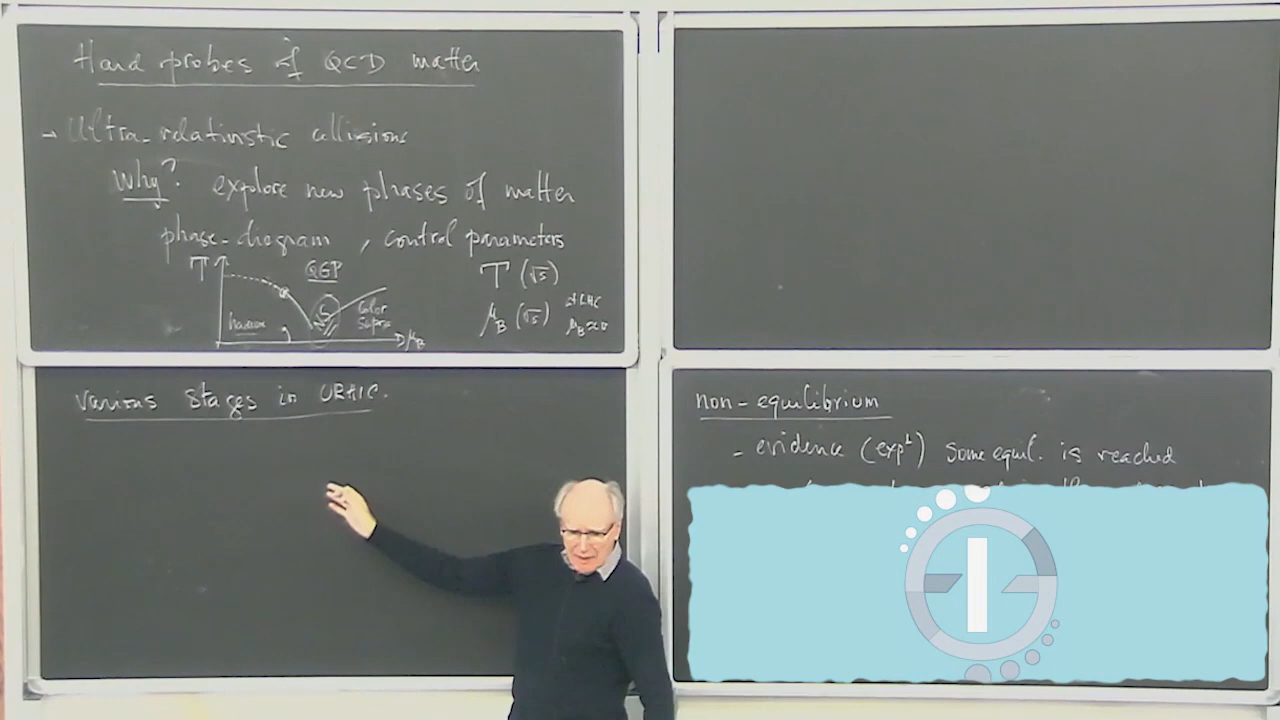 Hard probes of QCD matter
→ Ultra-relativistic collisions
Why? explore new phases of matter
phase-diagram , control parameters
T QGP T (√s)
hadron Color Supra μ_B (√s) at LHC μ_B≈0
μ_B
various stages in URHIC.
non-equilibrium
- evidence (exp^t) some equil. is reached